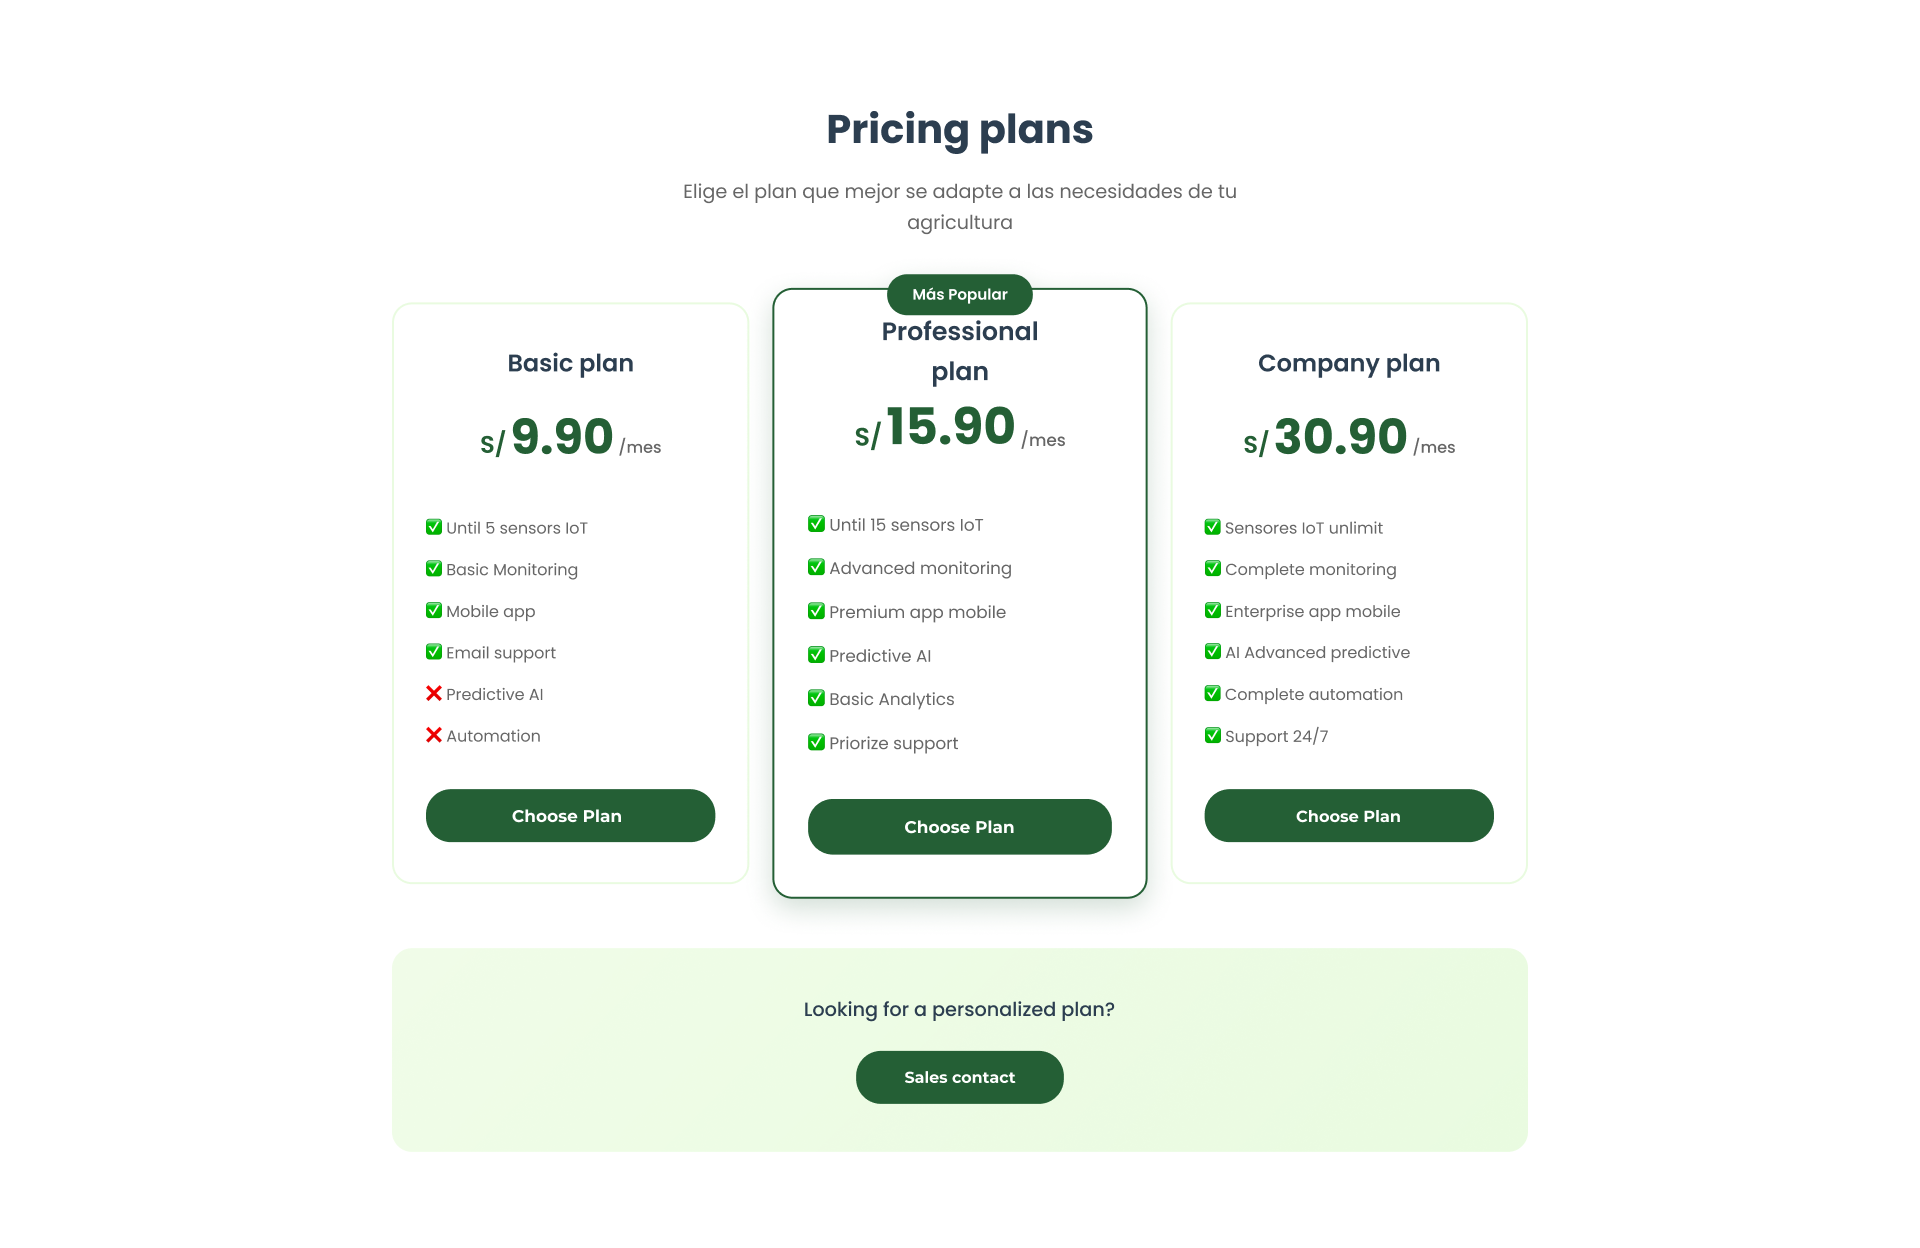 Pricing plans
Elige el plan que mejor se adapte a las necesidades de tu
agricultura
Basic plan
S/ 9.90 /mes
✅ Until 5 sensors IoT
✅ Basic Monitoring
✅ Mobile app
✅ Email support
❌ Predictive AI
❌ Automation
Choose Plan
Más Popular
Professional
plan
S/ 15.90 /mes
✅ Until 15 sensors IoT
✅ Advanced monitoring
✅ Premium app mobile
✅ Predictive AI
✅ Basic Analytics
✅ Priorize support
Choose Plan
Company plan
S/ 30.90 /mes
✅ Sensores IoT unlimit
✅ Complete monitoring
✅ Enterprise app mobile
✅ AI Advanced predictive
✅ Complete automation
✅ Support 24/7
Choose Plan
Looking for a personalized plan?
Sales contact